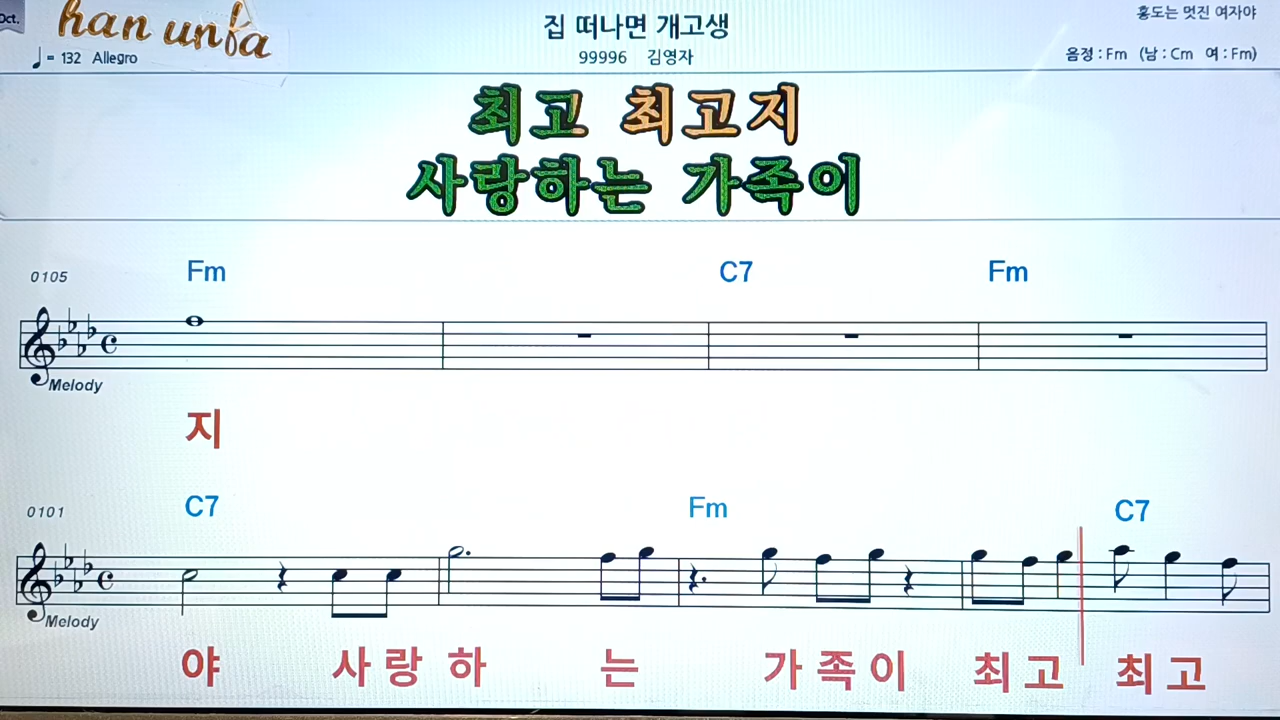 Oct.
han unfa
집 떠나면 개고생
홍도는 멋진 여자야
♩= 132 Allegro
99996 김영자
음정 : Fm (남 : Cm 여 : Fm)
최고 최고지
사랑하는 가족이
0105
Fm C7 Fm
Melody
지
0101
C7 Fm C7
Melody
야 사 랑 하 는 가 족 이 최 고 최 고